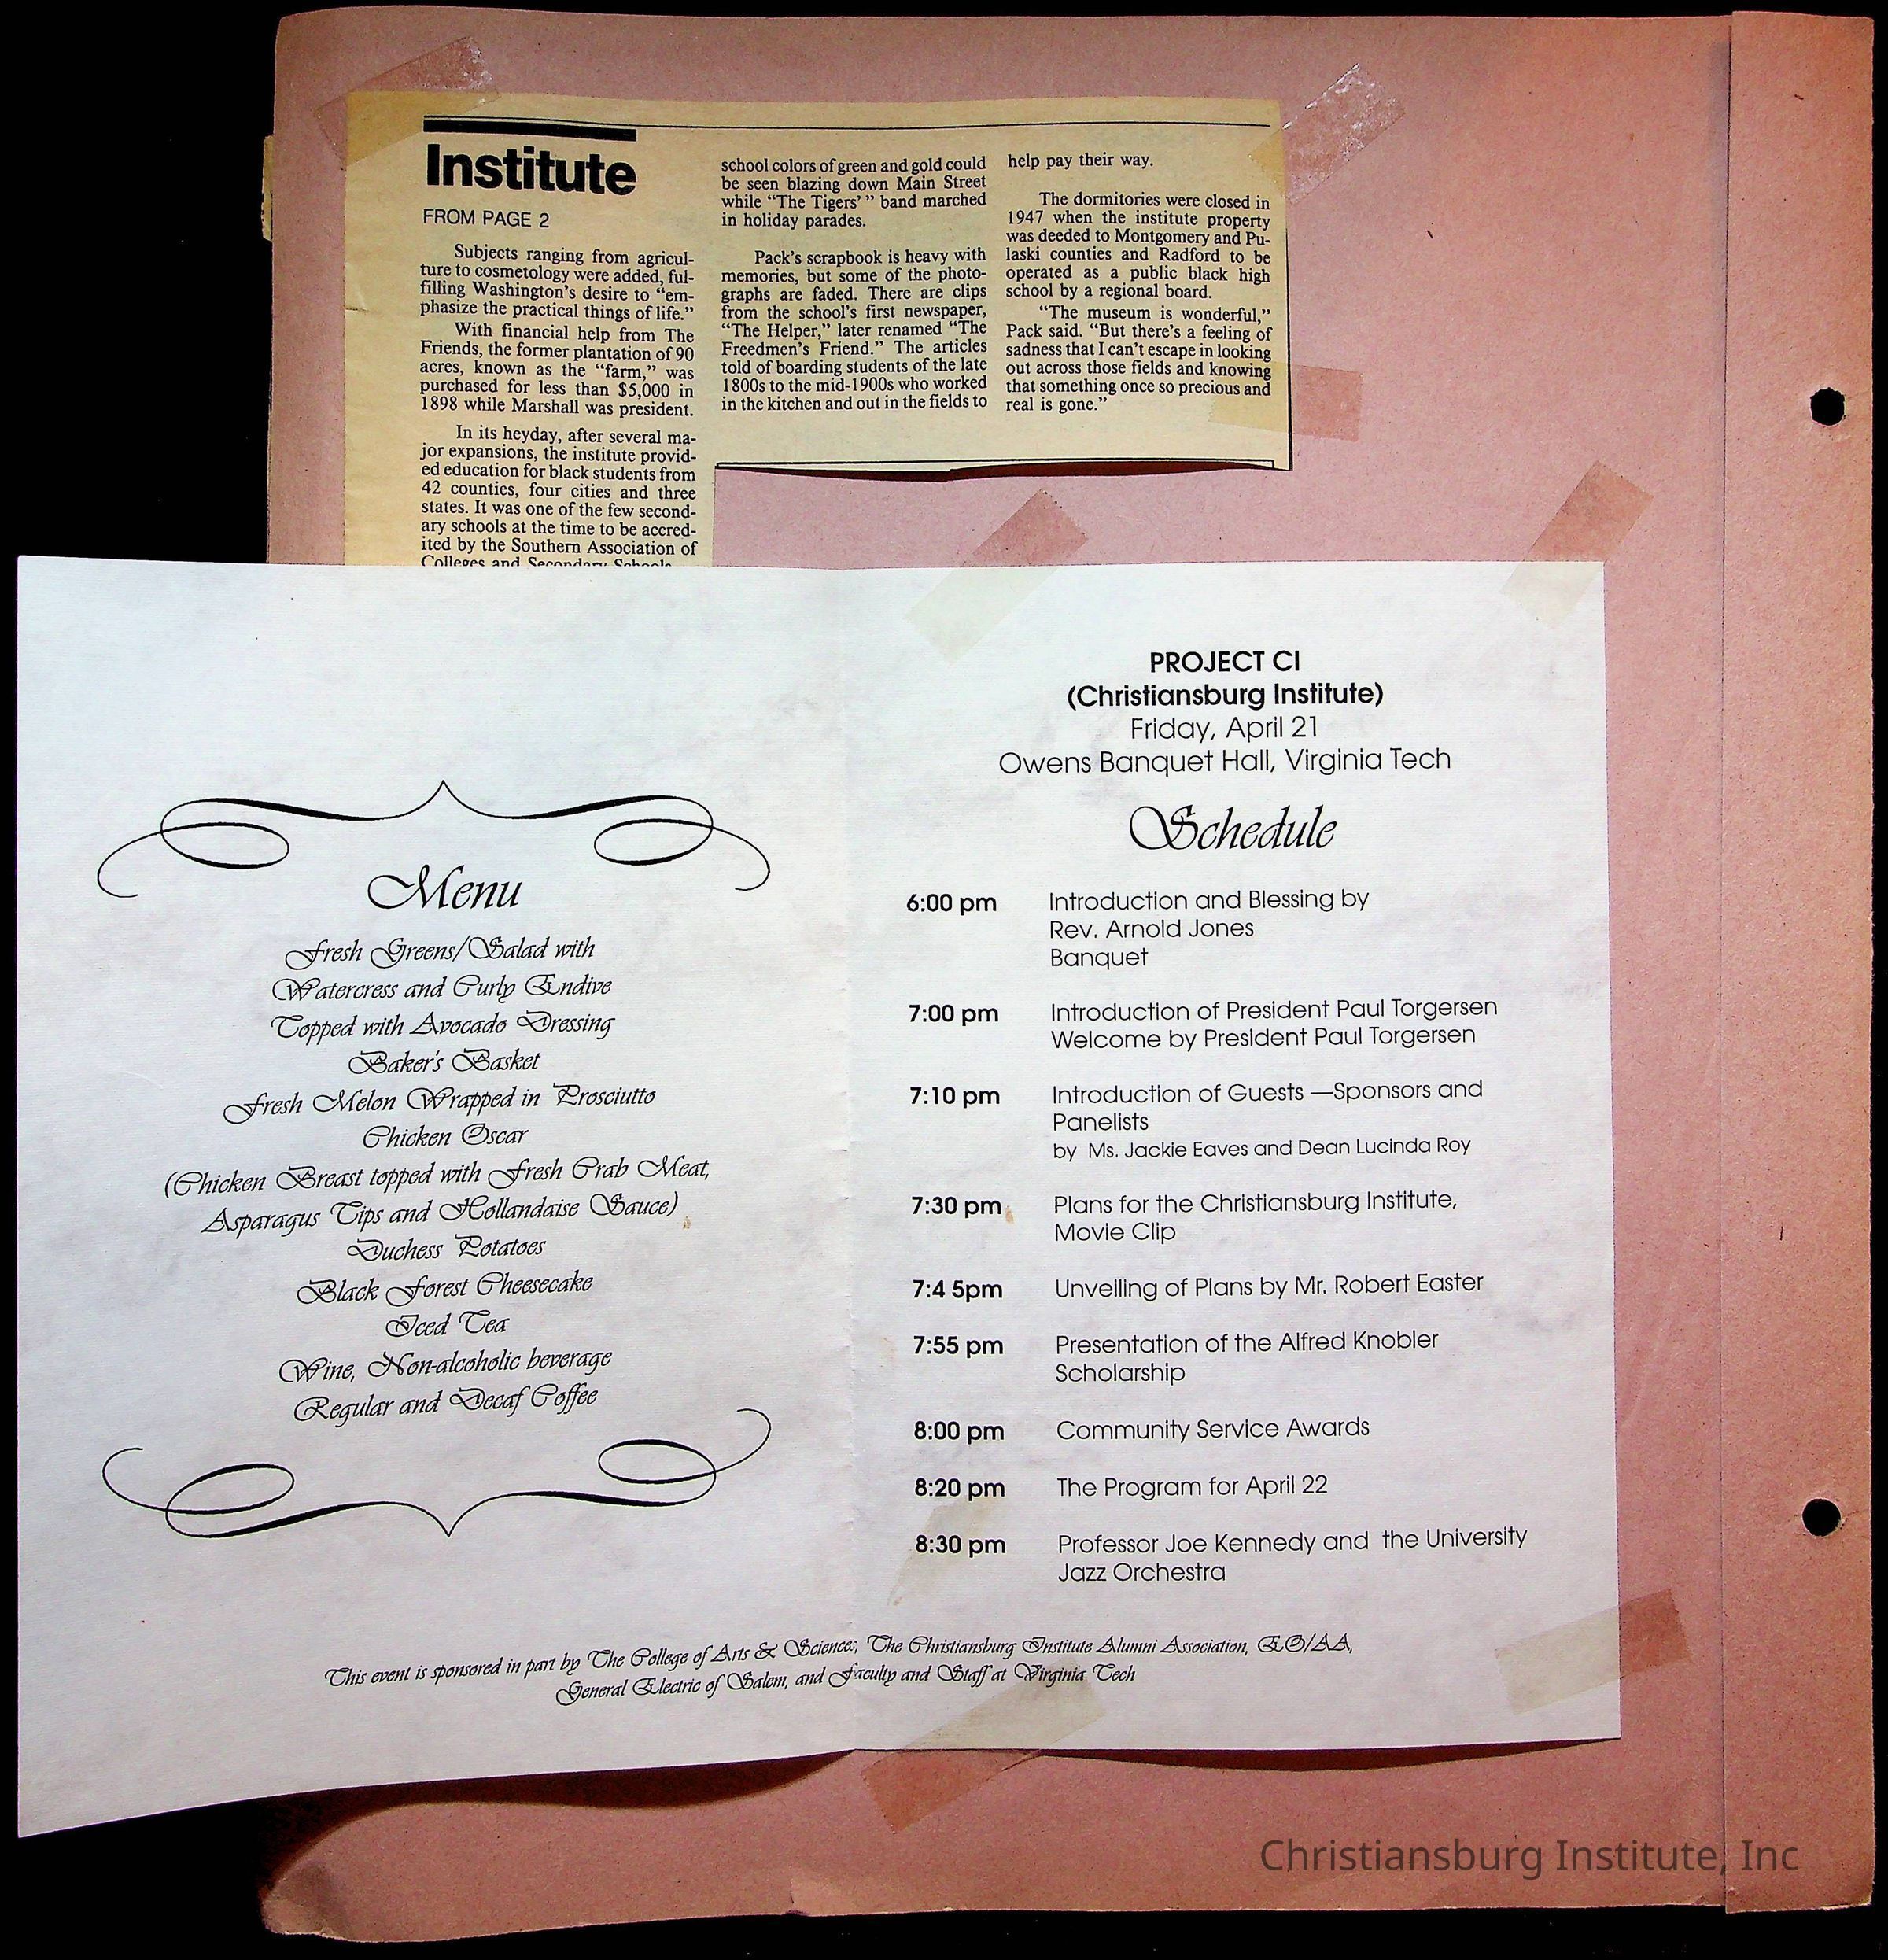 Institute
FROM PAGE 2
Subjects ranging from agricul-
ture to cosmetology were added, ful-
filling Washington's desire to “em-
phasize the practical things of life.”
With financial help from The
Friends, the former plantation of 90
acres, known as the “farm,” was
purchased for less than $5,000 in
1898 while Marshall was president.
In its heyday, after several ma-
jor expansions, the institute provid-
ed education for black students from
42 counties, four cities and three
states. It was one of the few second-
ary schools at the time to be accred-
ited by the Southern Association of
Colleges and Secondary Schools
school colors of green and gold could
be seen blazing down Main Street
while “The Tigers’ ” band marched
in holiday parades.
Pack's scrapbook is heavy with
memories, but some of the photo-
graphs are faded. There are clips
from the school's first newspaper,
“The Helper,” later renamed “The
Freedmen's Friend.” The articles
told of boarding students of the late
1800s to the mid-1900s who worked
in the kitchen and out in the fields to
help pay their way.
The dormitories were closed in
1947 when the institute property
was deeded to Montgomery and Pu-
laski counties and Radford to be
operated as a public black high
school by a regional board.
“The museum is wonderful,”
Pack said. “But there's a feeling of
sadness that I can't escape in looking
out across those fields and knowing
that something once so precious and
real is gone.”
Menu
Fresh Greens/Salad with
Watercress and Curly Endive
Topped with Avocado Dressing
Baker's Basket
Fresh Melon Wrapped in Prosciutto
Chicken Oscar
(Chicken Breast topped with Fresh Crab Meat,
Asparagus Tips and Hollandaise Sauce)
Duchess Potatoes
Black Forest Cheesecake
Iced Tea
Wine, Non-alcoholic beverage
Regular and Decaf Coffee
PROJECT CI
(Christiansburg Institute)
Friday, April 21
Owens Banquet Hall, Virginia Tech
Schedule
6:00 pm Introduction and Blessing by
Rev. Arnold Jones
Banquet
7:00 pm Introduction of President Paul Torgersen
Welcome by President Paul Torgersen
7:10 pm Introduction of Guests —Sponsors and
Panelists
by Ms. Jackie Eaves and Dean Lucinda Roy
7:30 pm Plans for the Christiansburg Institute,
Movie Clip
7:4 5pm Unveiling of Plans by Mr. Robert Easter
7:55 pm Presentation of the Alfred Knobler
Scholarship
8:00 pm Community Service Awards
8:20 pm The Program for April 22
8:30 pm Professor Joe Kennedy and the University
Jazz Orchestra
This event is sponsored in part by The College of Arts & Sciences, The Christiansburg Institute Alumni Association, EO/AA,
General Electric of Salem, and Faculty and Staff at Virginia Tech
Christiansburg Institute, Inc